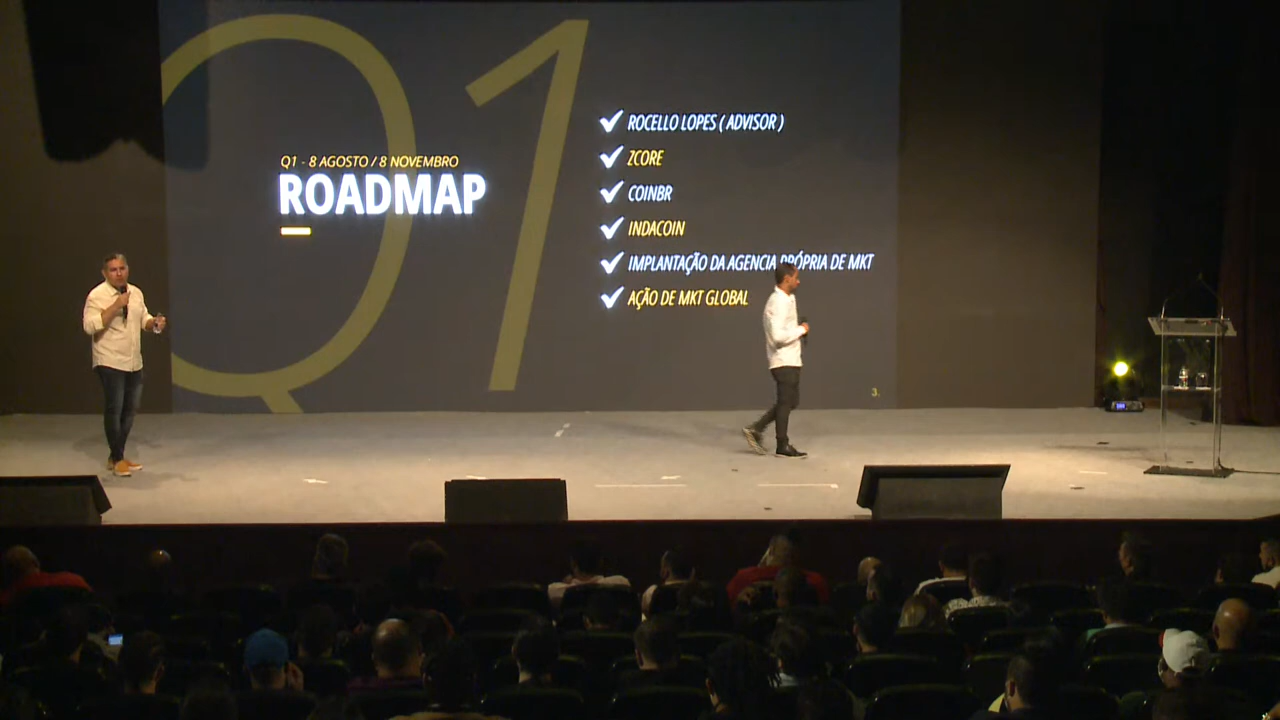 Q1
Q1 - 8 AGOSTO / 8 NOVEMBRO
ROADMAP
ROCELLO LOPES ( ADVISOR )
ZCORE
COINBR
INDACOIN
IMPLANTAÇÃO DA AGENCIA PRÓPRIA DE MKT
AÇÃO DE MKT GLOBAL
3.